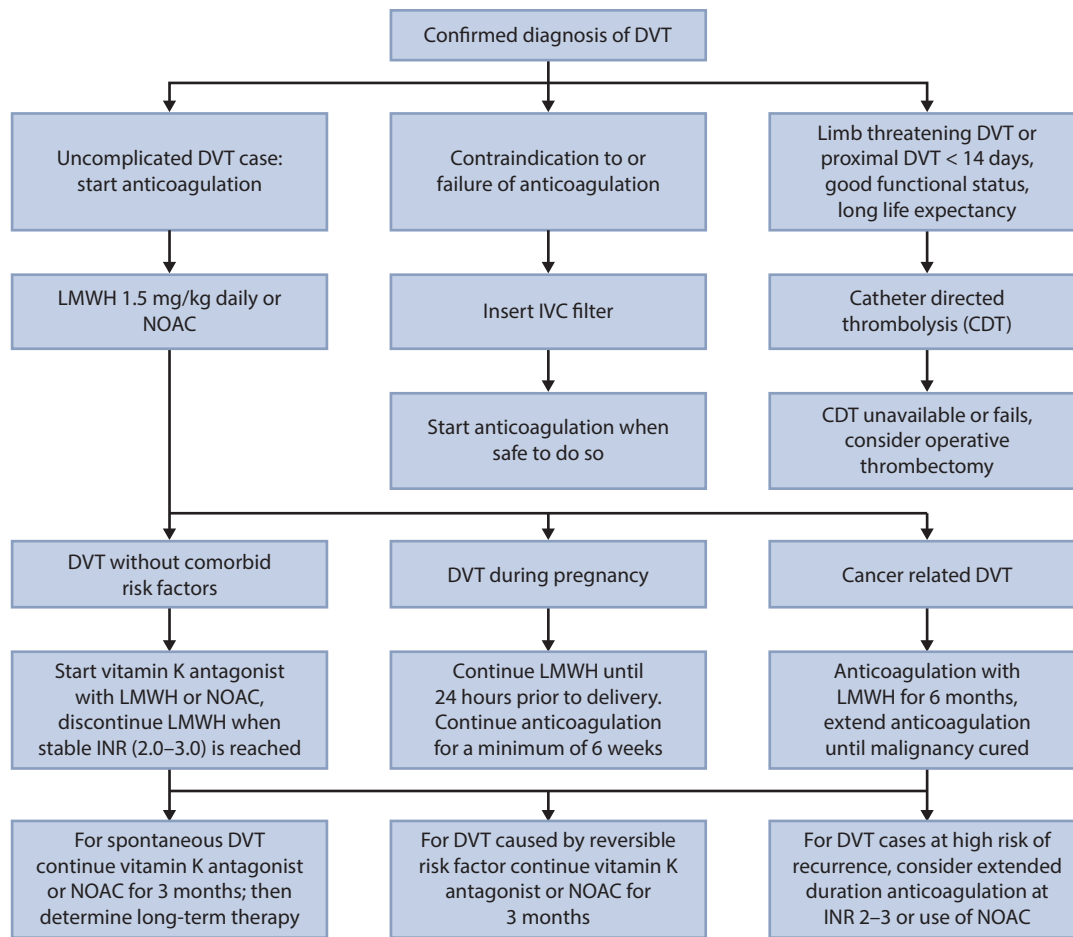 Confirmed diagnosis of DVT
Uncomplicated DVT case:
start anticoagulation
Contraindication to or
failure of anticoagulation
Limb threatening DVT or
proximal DVT < 14 days,
good functional status,
long life expectancy
LMWH 1.5 mg/kg daily or
NOAC
Insert IVC filter
Catheter directed
thrombolysis (CDT)
Start anticoagulation when
safe to do so
CDT unavailable or fails,
consider operative
thrombectomy
DVT without comorbid
risk factors
DVT during pregnancy
Cancer related DVT
Start vitamin K antagonist
with LMWH or NOAC,
discontinue LMWH when
stable INR (2.0–3.0) is reached
Continue LMWH until
24 hours prior to delivery.
Continue anticoagulation
for a minimum of 6 weeks
Anticoagulation with
LMWH for 6 months,
extend anticoagulation
until malignancy cured
For spontaneous DVT
continue vitamin K antagonist
or NOAC for 3 months; then
determine long-term therapy
For DVT caused by reversible
risk factor continue vitamin K
antagonist or NOAC for
3 months
For DVT cases at high risk of
recurrence, consider extended
duration anticoagulation at
INR 2–3 or use of NOAC